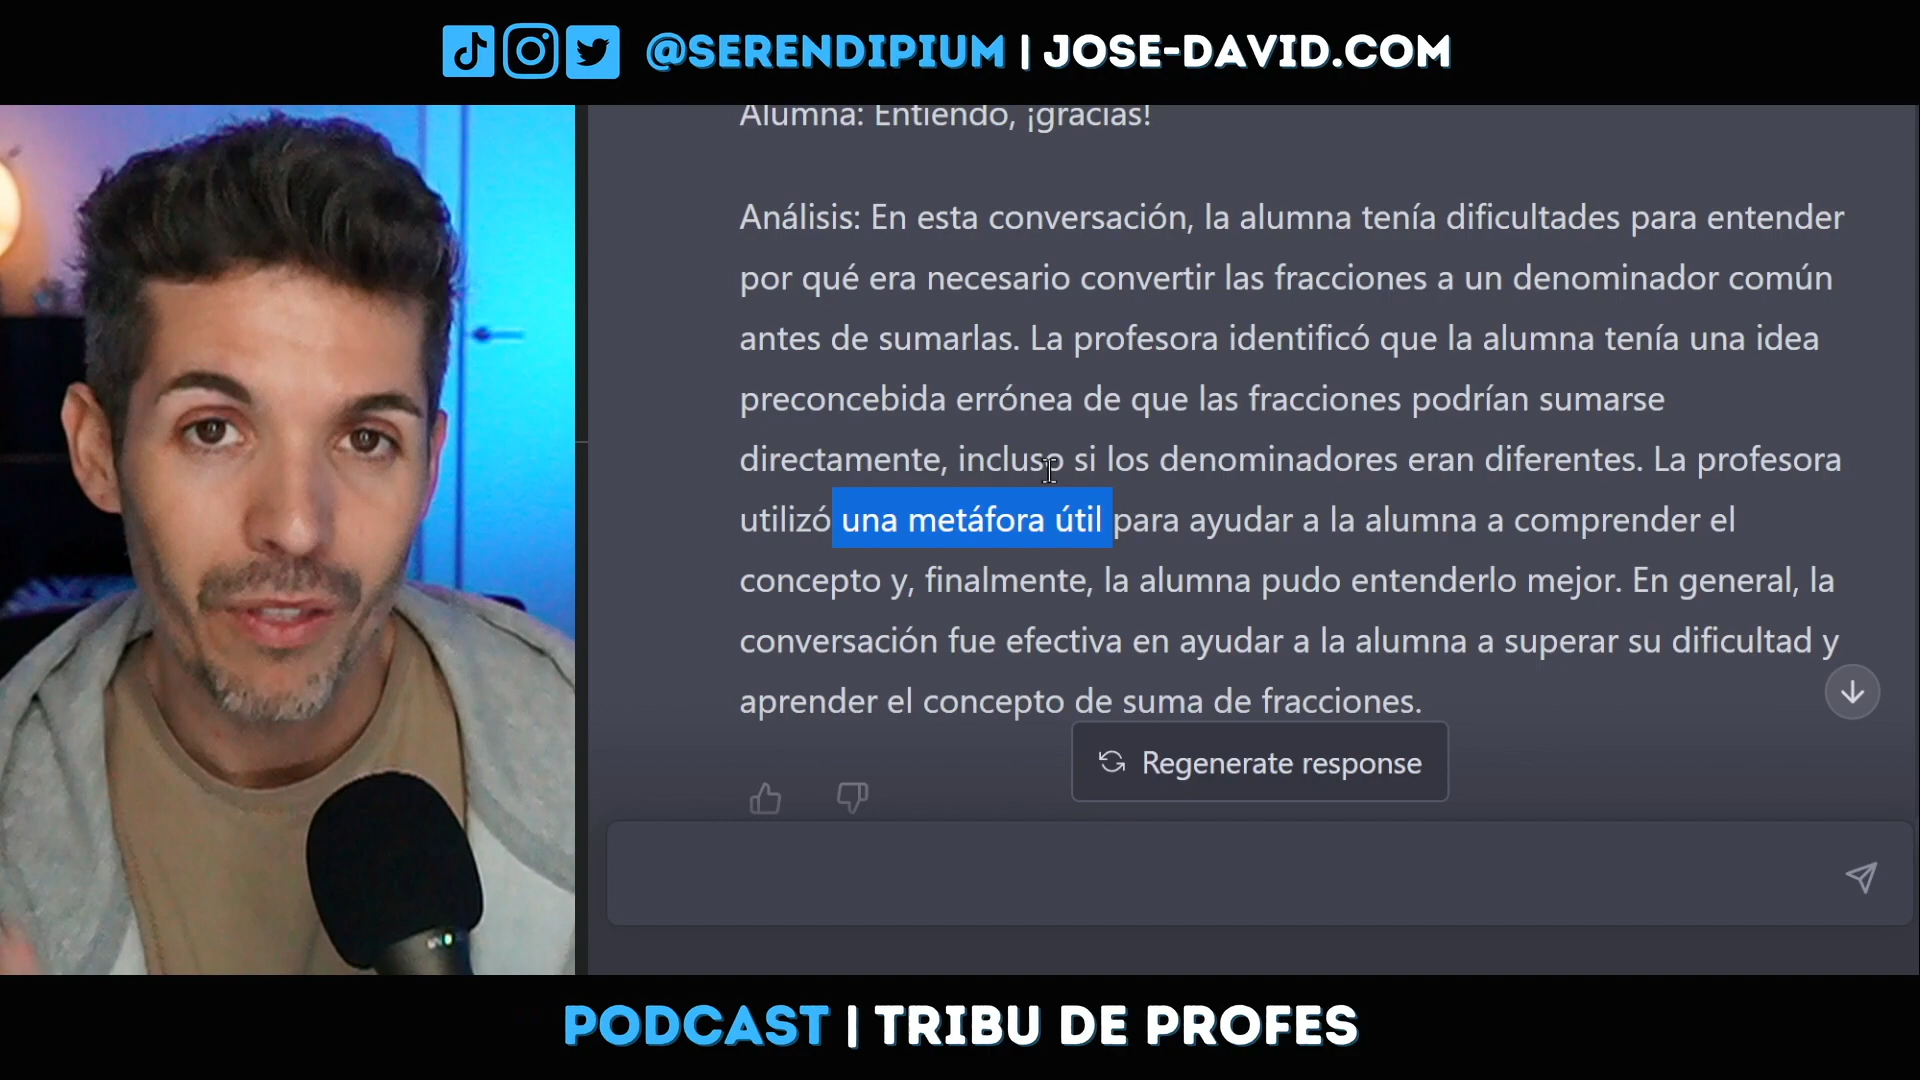 @SERENDIPIUM | JOSE-DAVID.COM
Alumna: Entiendo, ¡gracias!
Análisis: En esta conversación, la alumna tenía dificultades para entender
por qué era necesario convertir las fracciones a un denominador común
antes de sumarlas. La profesora identificó que la alumna tenía una idea
preconcebida errónea de que las fracciones podrían sumarse
directamente, incluso si los denominadores eran diferentes. La profesora
utilizó una metáfora útil para ayudar a la alumna a comprender el
concepto y, finalmente, la alumna pudo entenderlo mejor. En general, la
conversación fue efectiva en ayudar a la alumna a superar su dificultad y
aprender el concepto de suma de fracciones.
Regenerate response
PODCAST | TRIBU DE PROFES